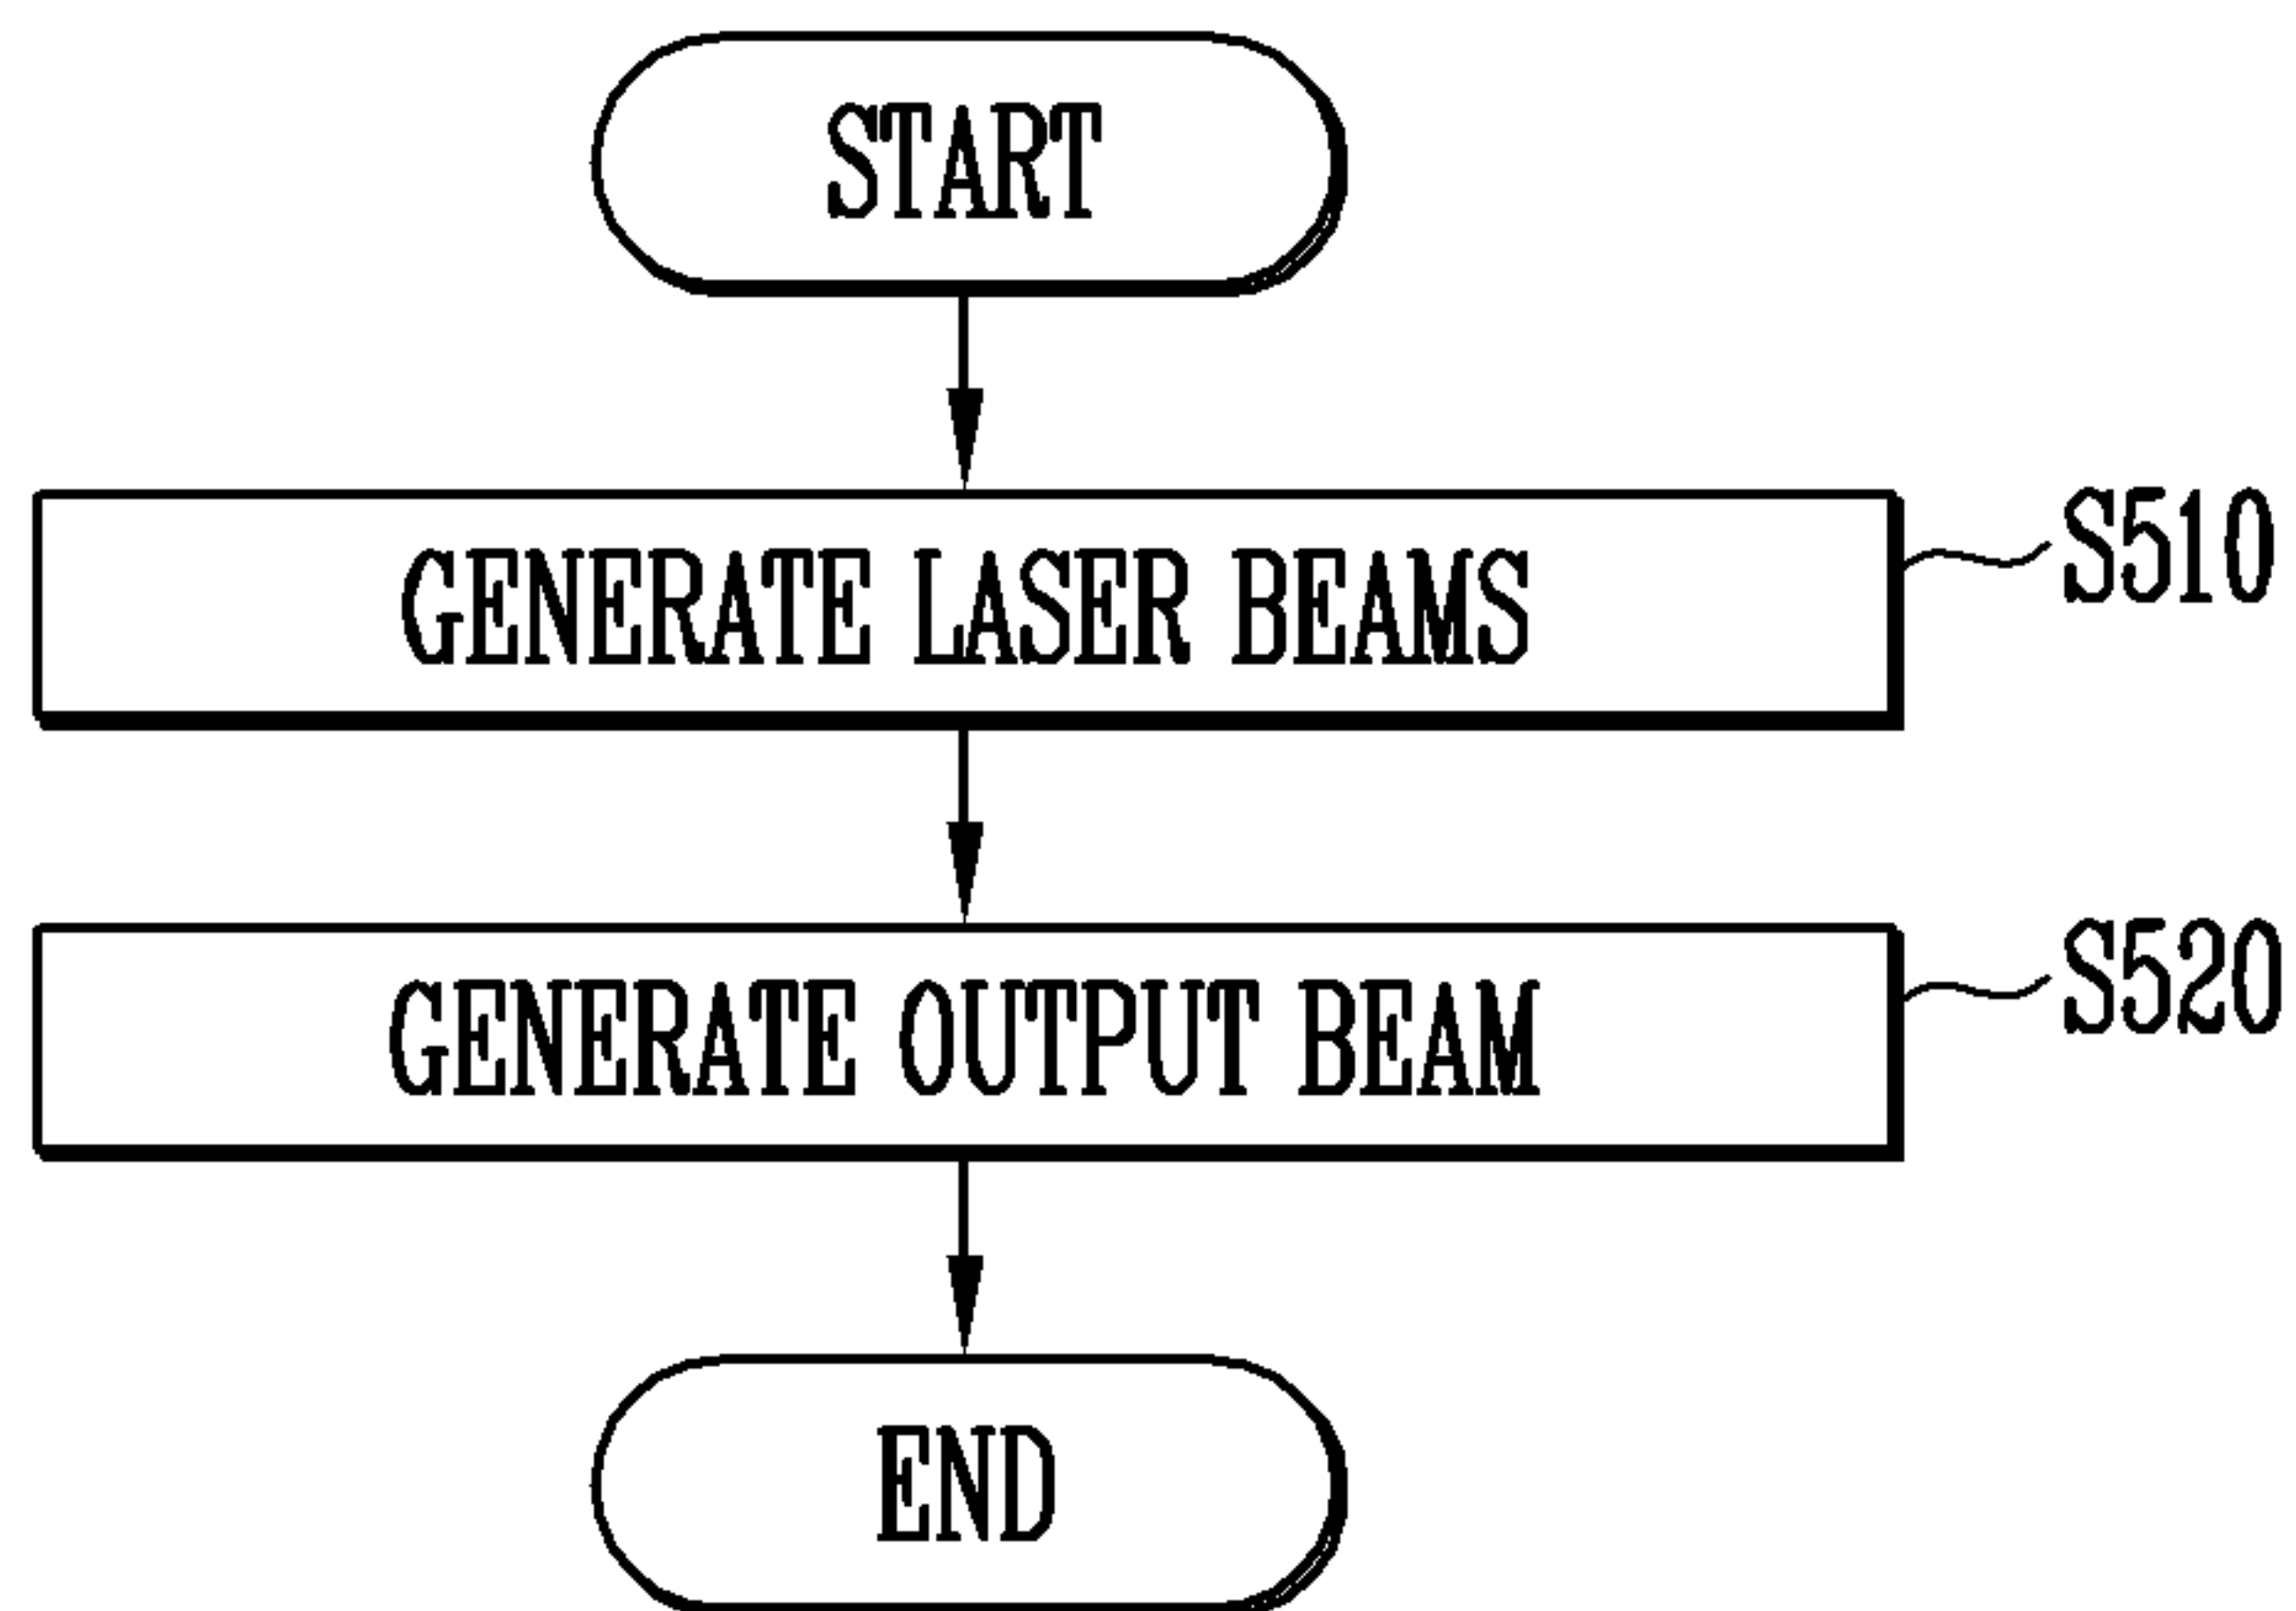 START
GENERATE LASER BEAMS
S510
GENERATE OUTPUT BEAM
S520
END